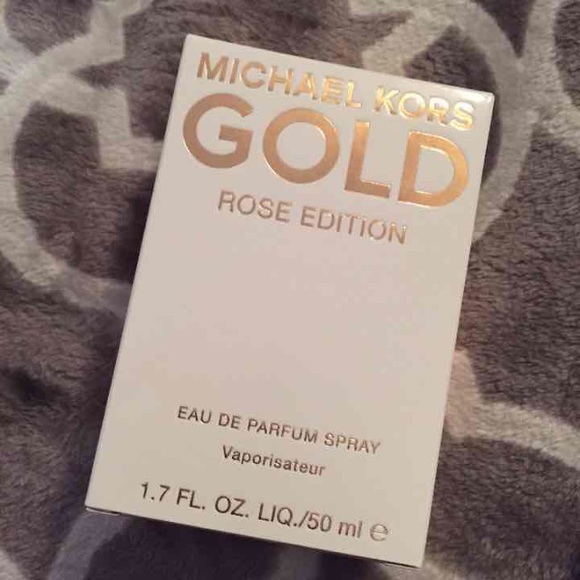 MICHAEL KORS
GOLD
ROSE EDITION
EAU DE PARFUM SPRAY
Vaporisateur
1.7 FL. OZ. LIQ./50 ml ℮